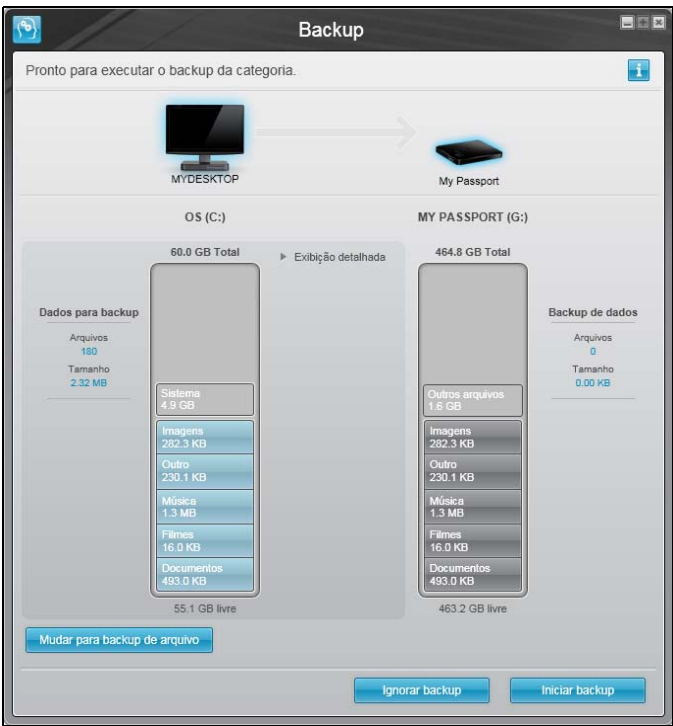 Backup
Pronto para executar o backup da categoria.
MYDESKTOP
My Passport
OS (C:)
MY PASSPORT (G:)
60.0 GB Total
Exibição detalhada
464.8 GB Total
Dados para backup
Arquivos
180
Tamanho
2.32 MB
Sistema
4.9 GB
Imagens
282.3 KB
Outro
230.1 KB
Música
1.3 MB
Filmes
16.0 KB
Documentos
493.0 KB
55.1 GB livre
Outros arquivos
1.6 GB
Imagens
282.3 KB
Outro
230.1 KB
Música
1.3 MB
Filmes
16.0 KB
Documentos
493.0 KB
463.2 GB livre
Backup de dados
Arquivos
0
Tamanho
0.00 KB
Mudar para backup de arquivo
Ignorar backup
Iniciar backup